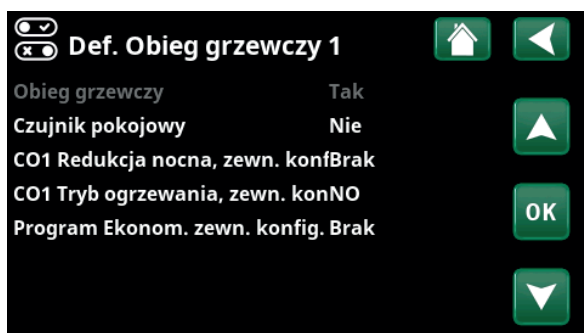 Def. Obieg grzewczy 1
Obieg grzewczy Tak
Czujnik pokojowy Nie
CO1 Redukcja nocna, zewn. konfBrak
CO1 Tryb ogrzewania, zewn. konNO
Program Ekonom. zewn. konfig. Brak
OK